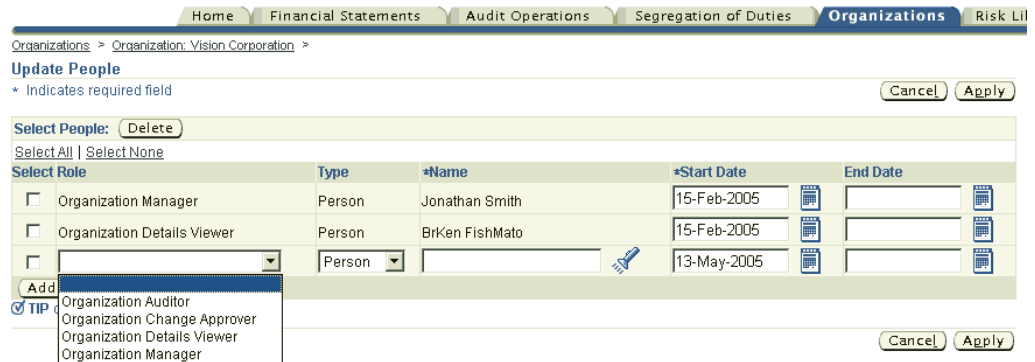 Home Financial Statements Audit Operations Segregation of Duties Organizations Risk
Organizations > Organization: Vision Corporation >
Update People
* Indicates required field
Cancel Apply
Select People: Delete
Select All | Select None
Select Role Type *Name *Start Date End Date
Organization Manager Person Jonathan Smith 15-Feb-2005
Organization Details Viewer Person BrKen FishMato 15-Feb-2005
Person 13-May-2005
Add
Organization Auditor
TIP
Organization Change Approver
Organization Details Viewer
Organization Manager
Cancel Apply